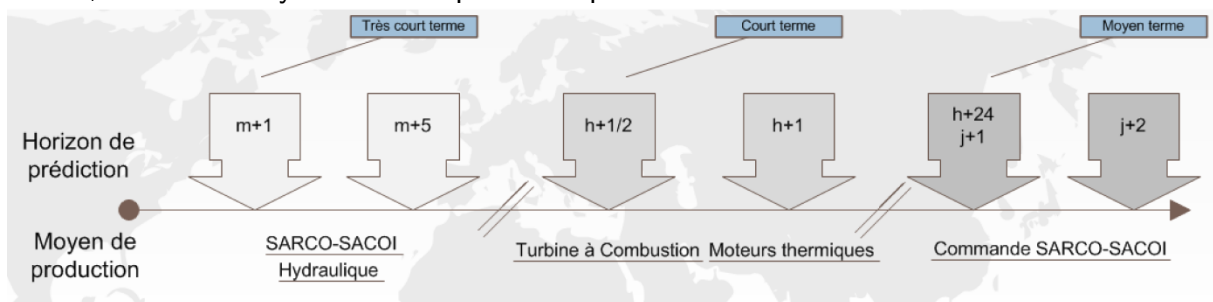 Très court terme
Court terme
Moyen terme
Horizon de
prédiction
m+1
m+5
h+1/2
h+1
h+24
j+1
j+2
Moyen de
production
SARCO-SACOI
Hydraulique
Turbine à Combustion
Moteurs thermiques
Commande SARCO-SACOI